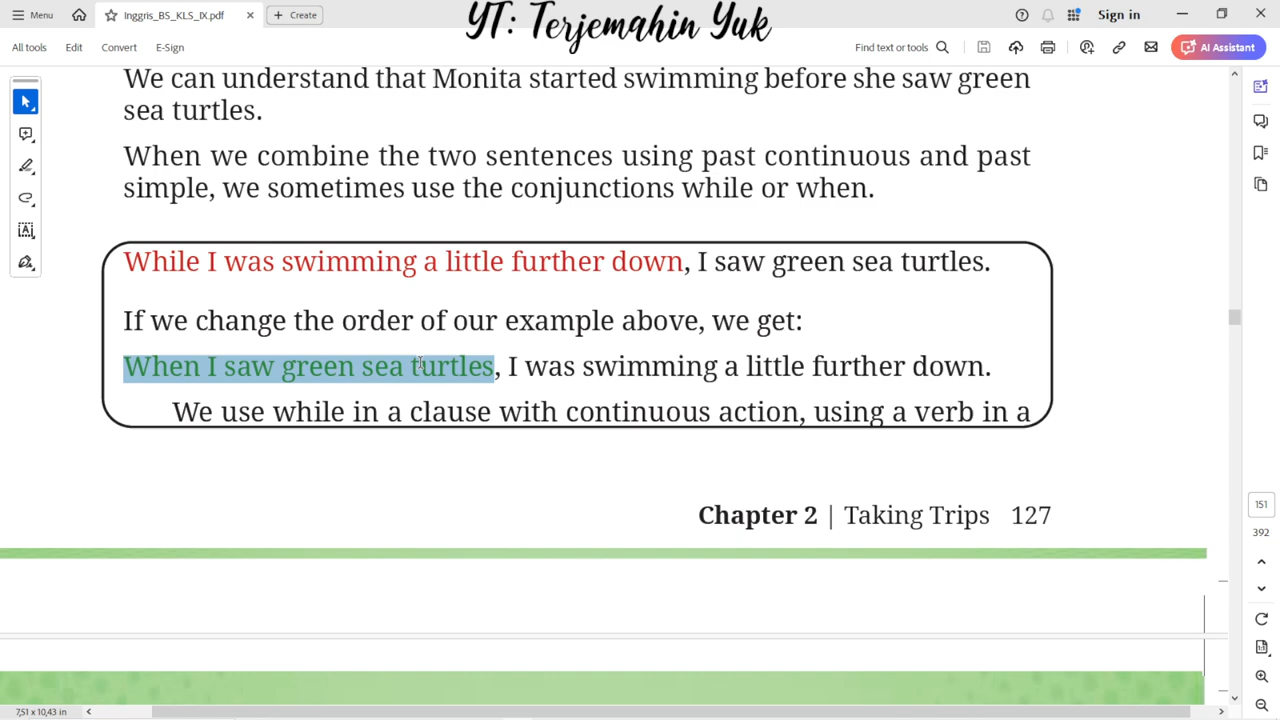 Menu
Inggris_BS_KLS_IX.pdf
Create
YT: Terjemahin Yuk
Sign in
All tools Edit Convert E-Sign
Find text or tools
AI Assistant
We can understand that Monita started swimming before she saw green
sea turtles.
When we combine the two sentences using past continuous and past
simple, we sometimes use the conjunctions while or when.
While I was swimming a little further down, I saw green sea turtles.
If we change the order of our example above, we get:
When I saw green sea turtles, I was swimming a little further down.
We use while in a clause with continuous action, using a verb in a
Chapter 2 | Taking Trips 127
151
392
7,51 x 10,43 in